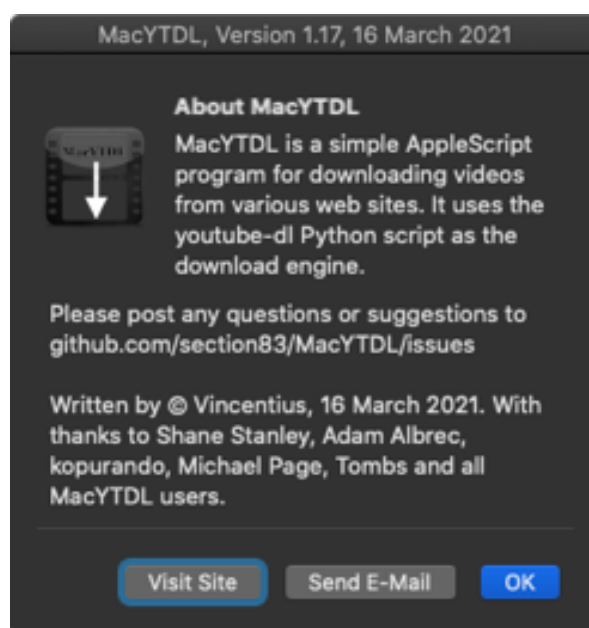 MacYTDL, Version 1.17, 16 March 2021
About MacYTDL
MacYTDL is a simple AppleScript
program for downloading videos
from various web sites. It uses the
youtube-dl Python script as the
download engine.
MacYTDL
Please post any questions or suggestions to
github.com/section83/MacYTDL/issues
Written by © Vincentius, 16 March 2021. With
thanks to Shane Stanley, Adam Albrec,
kopurando, Michael Page, Tombs and all
MacYTDL users.
Visit Site
Send E-Mail
OK